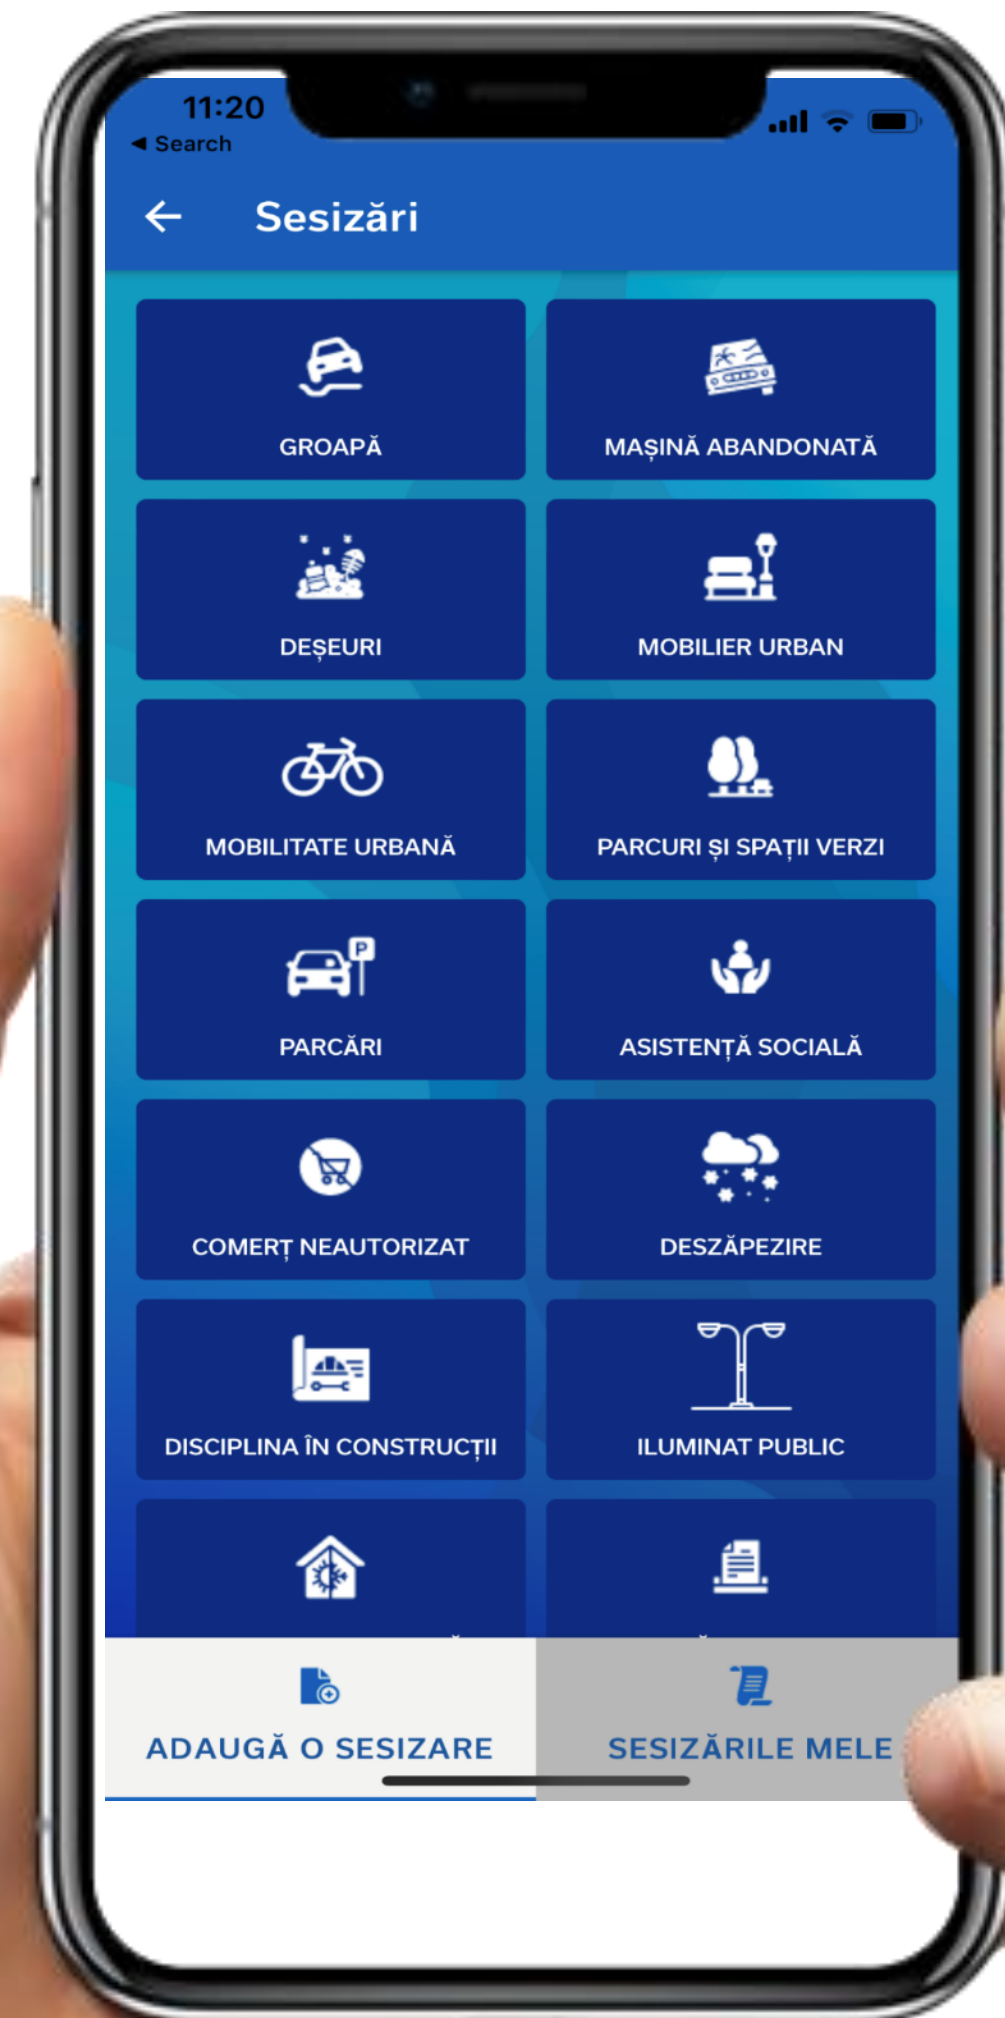 11:20
◀ Search
Sesizări
GROAPĂ
MAȘINĂ ABANDONATĂ
DEȘEURI
MOBILIER URBAN
MOBILITATE URBANĂ
PARCURI ȘI SPAȚII VERZI
P
PARCĂRI
ASISTENȚĂ SOCIALĂ
COMERȚ NEAUTORIZAT
DESZĂPEZIRE
DISCIPLINA ÎN CONSTRUCȚII
ILUMINAT PUBLIC
ADAUGĂ O SESIZARE
SESIZĂRILE MELE